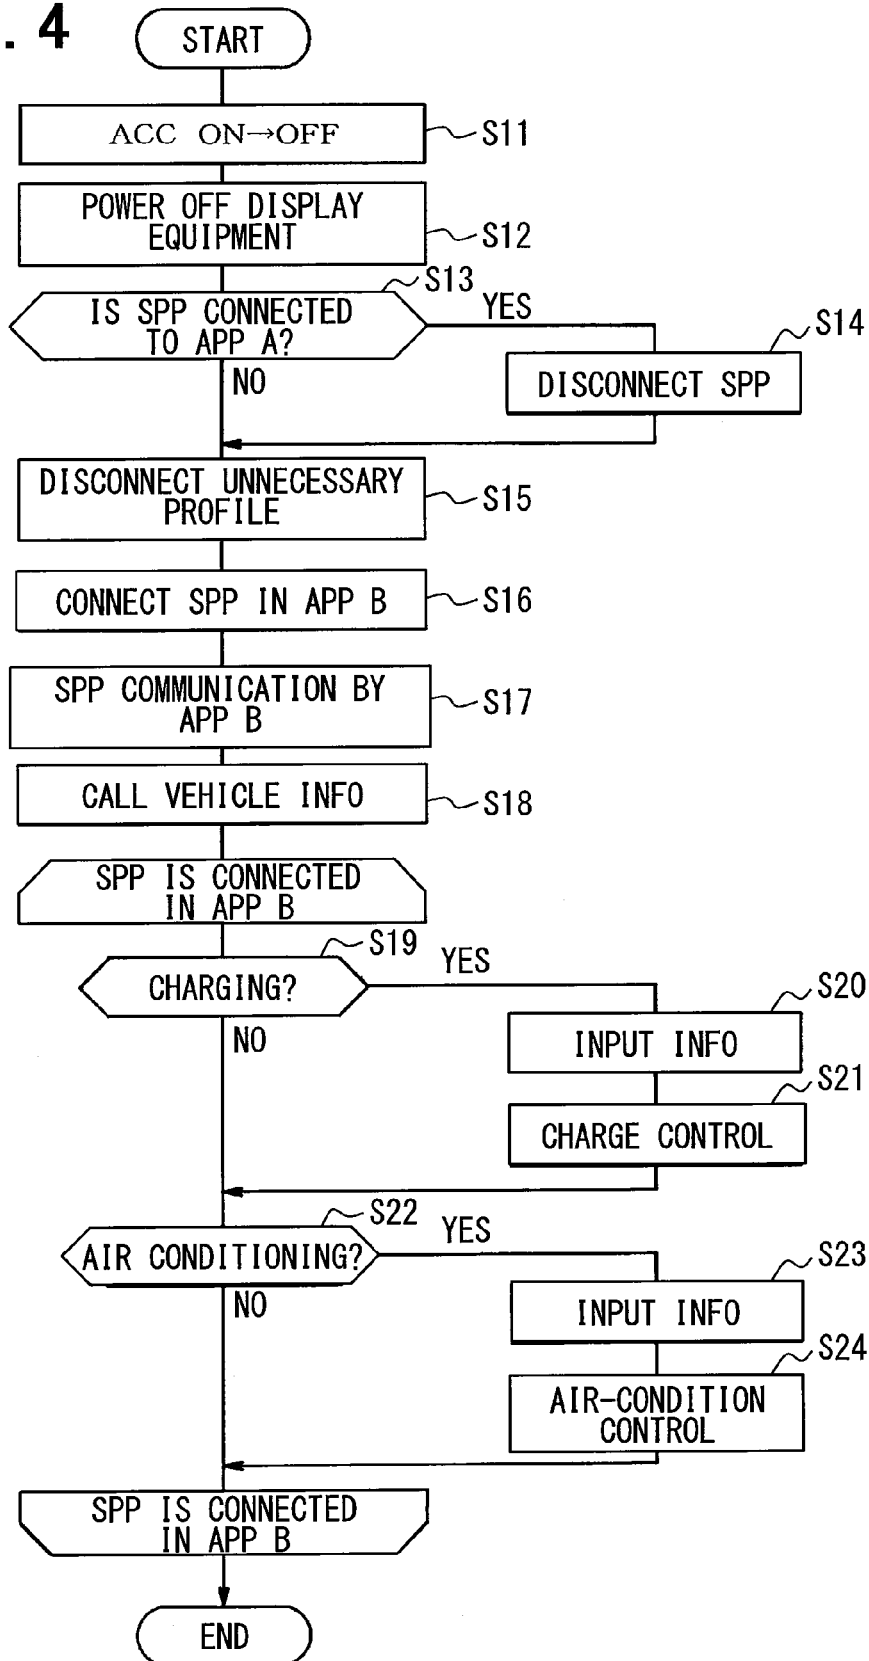 . 4
START
ACC ON→OFF
S11
POWER OFF DISPLAY
EQUIPMENT
S12
S13
IS SPP CONNECTED
TO APP A?
YES
NO
S14
DISCONNECT SPP
DISCONNECT UNNECESSARY
PROFILE
S15
CONNECT SPP IN APP B
S16
SPP COMMUNICATION BY
APP B
S17
CALL VEHICLE INFO
S18
SPP IS CONNECTED
IN APP B
S19
CHARGING?
YES
NO
S20
INPUT INFO
S21
CHARGE CONTROL
S22
AIR CONDITIONING?
YES
NO
S23
INPUT INFO
S24
AIR-CONDITION
CONTROL
SPP IS CONNECTED
IN APP B
END